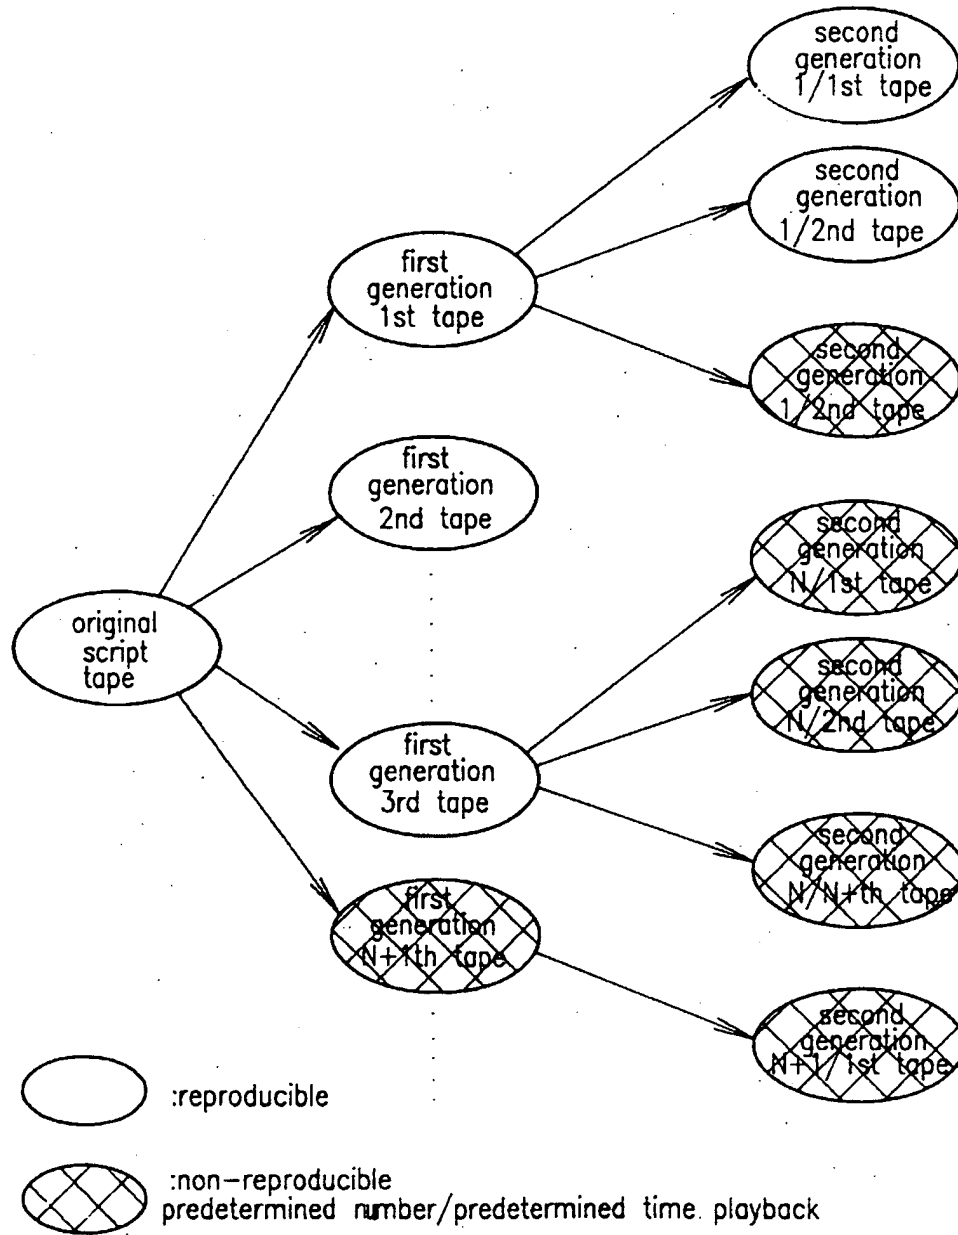 second
generation
1/1st tape
second
generation
1/2nd tape
first
generation
1st tape
second
generation
1/2nd tape
first
generation
2nd tape
second
generation
N/1st tape
original
script
tape
second
generation
N/2nd tape
first
generation
3rd tape
second
generation
N/N+th tape
first
generation
N+1th tape
second
generation
N+1/1st tape
:reproducible
:non-reproducible
predetermined number/predetermined time playback